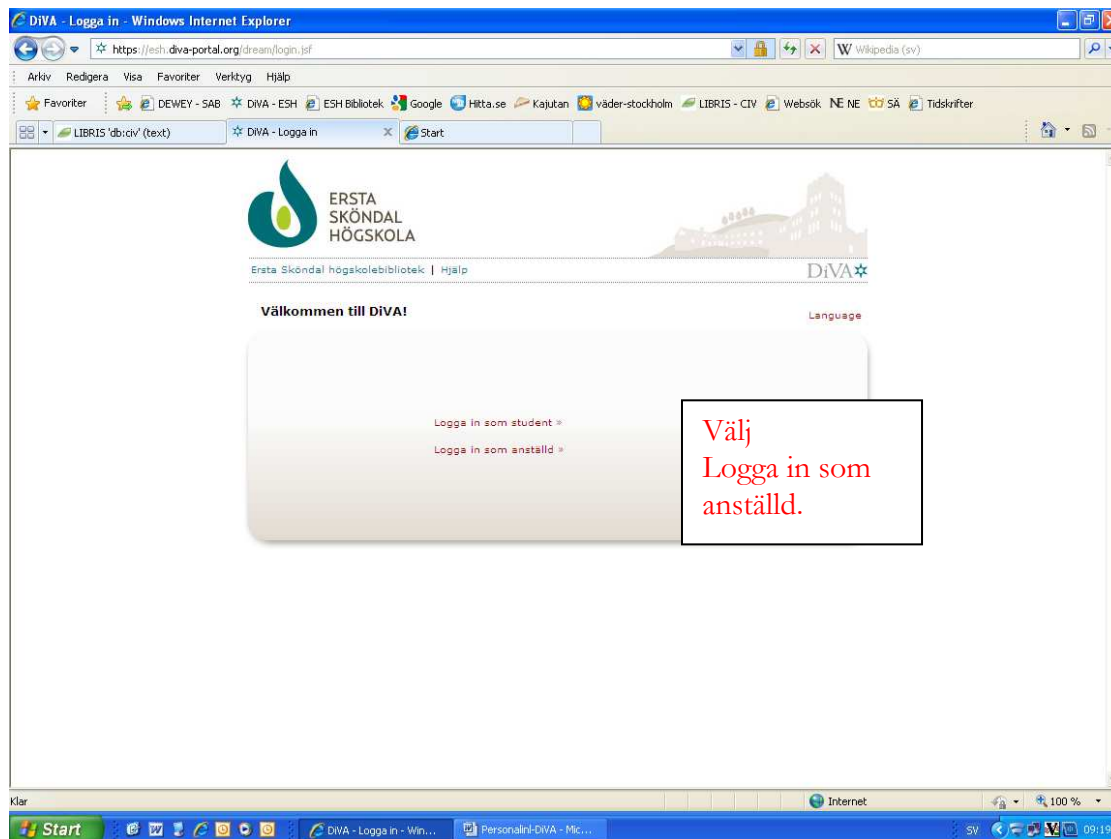 DiVA - Logga in - Windows Internet Explorer
https://esh.diva-portal.org/dream/login.jsf
Wikipedia (sv)
Arkiv Redigera Visa Favoriter Verktyg Hjälp
Favoriter DEWEY - SAB DiVA - ESH ESH Bibliotek Google Hitta.se Kajutan väder-stockholm LIBRIS - CIV Websök NE NE SÄ Tidskrifter
LIBRIS 'db:civ' (text) DiVA - Logga in Start
ERSTA
SKÖNDAL
HÖGSKOLA
Ersta Sköndal högskolebibliotek | Hjälp
DiVA
Välkommen till DiVA!
Language
Logga in som student »
Logga in som anställd »
Välj
Logga in som
anställd.
Klar
Internet
100 %
Start
DiVA - Logga in - Win...
Personalinl-DiVA - Mic...
SV
09:19